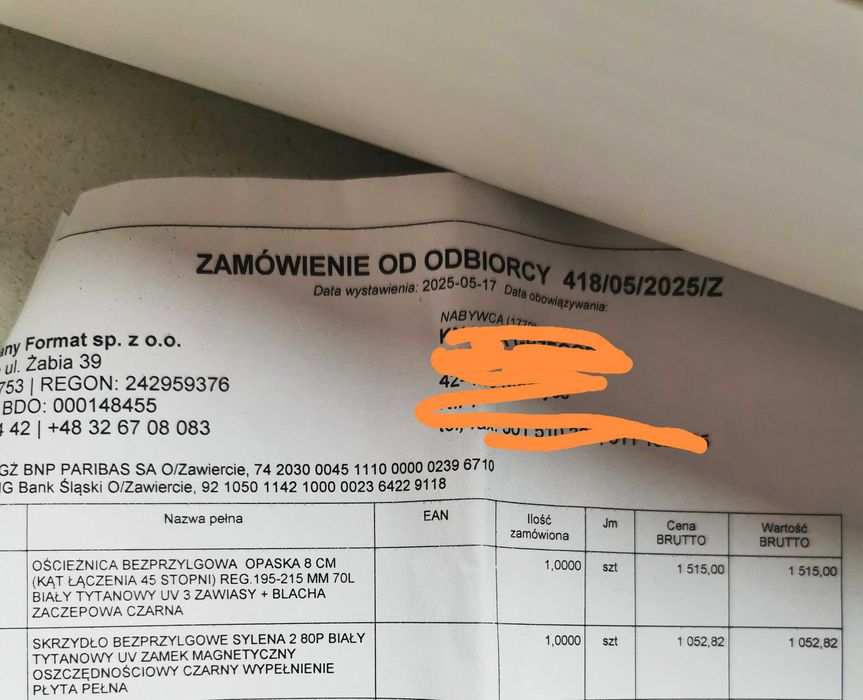 ZAMÓWIENIE OD ODBIORCY 418/05/2025/Z
Data wystawienia: 2025-05-17 Data obowiązywania:
any Format sp. z o.o.
ul. Żabia 39
753 | REGON: 242959376
BDO: 000148455
4 42 | +48 32 67 08 083
NABYWCA
42-
GŻ BNP PARIBAS SA O/Zawiercie, 74 2030 0045 1110 0000 0239 6710
NG Bank Śląski O/Zawiercie, 92 1050 1142 1000 0023 6422 9118
Nazwa pełna EAN Ilość zamówiona Jm Cena BRUTTO Wartość BRUTTO
OŚCIEŻNICA BEZPRZYLGOWA OPASKA 8 CM 1,0000 szt 1 515,00 1 515,00
(KĄT ŁĄCZENIA 45 STOPNI) REG.195-215 MM 70L
BIAŁY TYTANOWY UV 3 ZAWIASY + BLACHA
ZACZEPOWA CZARNA
SKRZYDŁO BEZPRZYLGOWE SYLENA 2 80P BIAŁY 1,0000 szt 1 052,82 1 052,82
TYTANOWY UV ZAMEK MAGNETYCZNY
OSZCZĘDNOŚCIOWY CZARNY WYPEŁNIENIE
PŁYTA PEŁNA